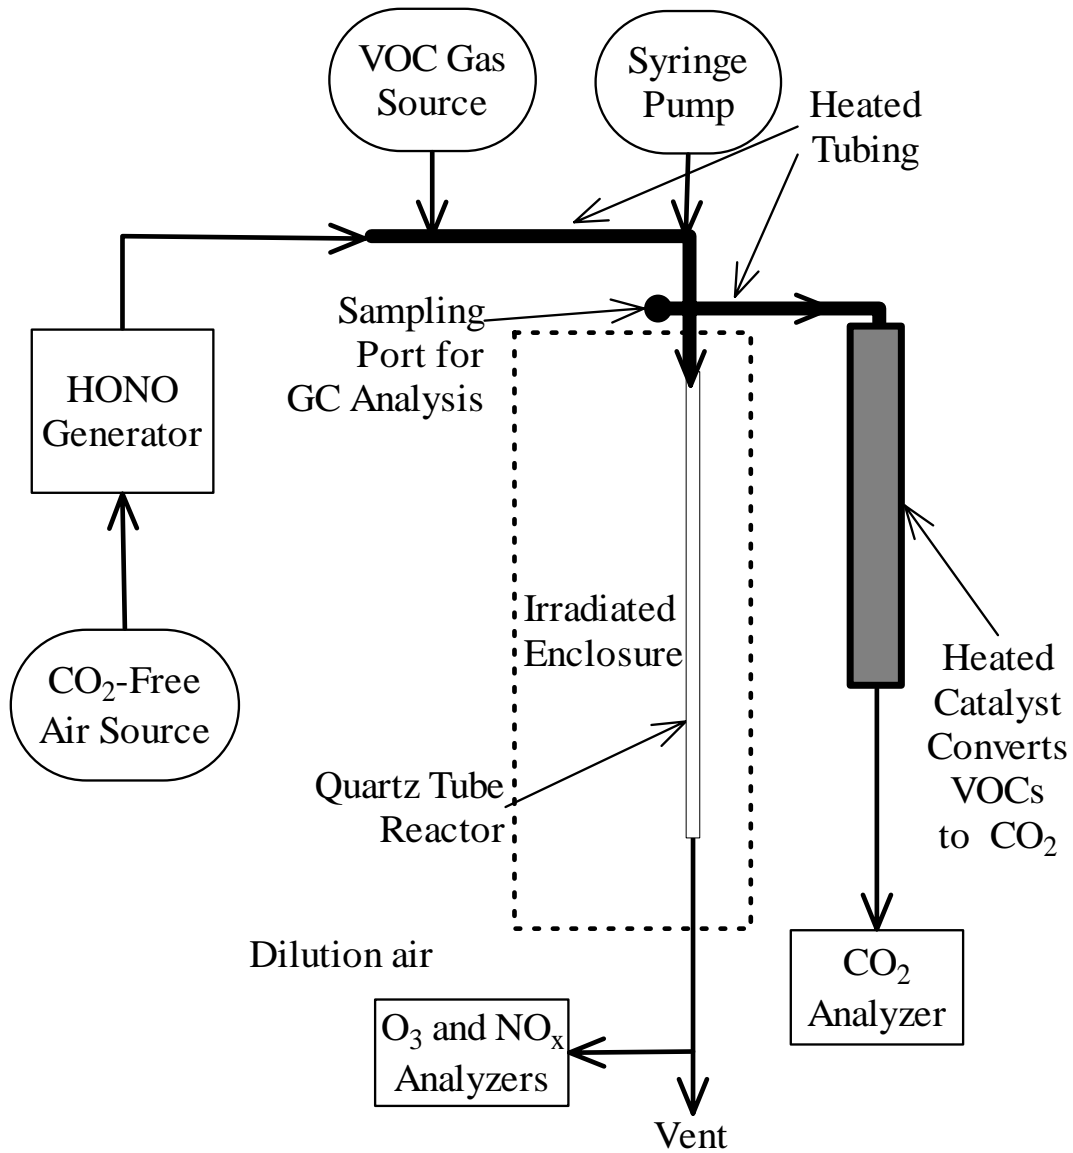 VOC Gas
Source
Syringe
Pump
Heated
Tubing
Sampling
Port for
GC Analysis
HONO
Generator
CO₂-Free
Air Source
Irradiated
Enclosure
Quartz Tube
Reactor
Heated
Catalyst
Converts
VOCs
to CO₂
Dilution air
O₃ and NOₓ
Analyzers
CO₂
Analyzer
Vent